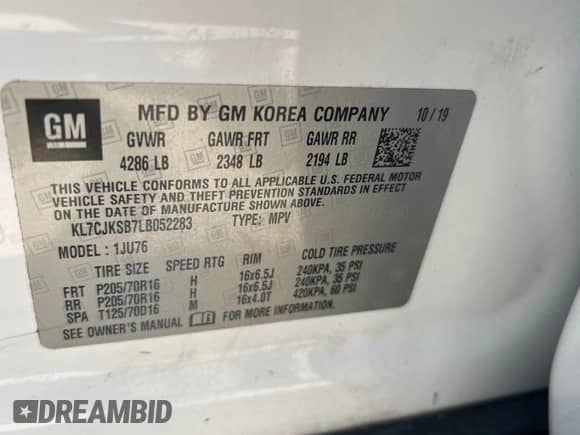 GM
MFD BY GM KOREA COMPANY 10/19
GVWR GAWR FRT GAWR RR
4286 LB 2348 LB 2194 LB
THIS VEHICLE CONFORMS TO ALL APPLICABLE U.S. FEDERAL MOTOR
VEHICLE SAFETY AND THEFT PREVENTION STANDARDS IN EFFECT
ON THE DATE OF MANUFACTURE SHOWN ABOVE.
KL7CJKSB7LB052283 TYPE: MPV
MODEL: 1JU76
TIRE SIZE SPEED RTG RIM COLD TIRE PRESSURE
FRT P205/70R16 H 16x6.5J 240KPA, 35 PSI
RR P205/70R16 H 16x6.5J 240KPA, 35 PSI
SPA T125/70D16 M 16x4.0T 420KPA, 60 PSI
SEE OWNER'S MANUAL FOR MORE INFORMATION.
DREAMBID